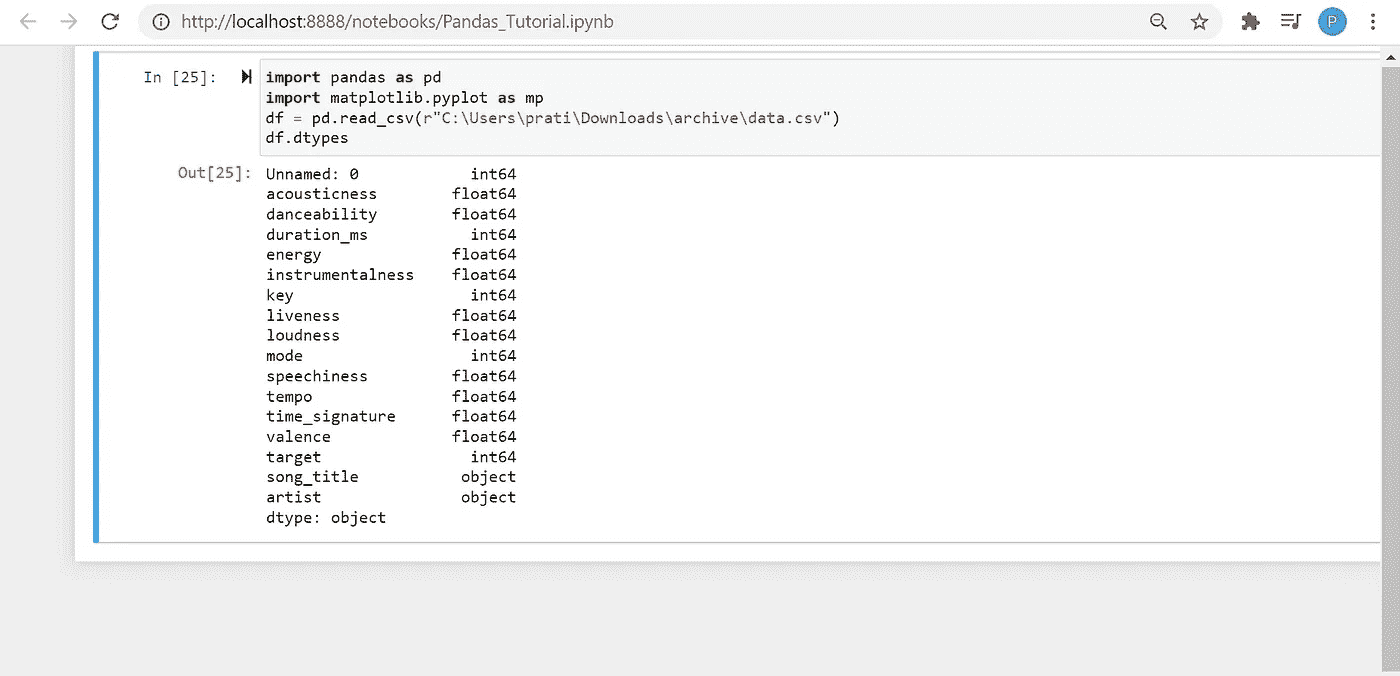 http://localhost:8888/notebooks/Pandas_Tutorial.ipynb
P
In [25]: import pandas as pd
import matplotlib.pyplot as mp
df = pd.read_csv(r"C:\Users\prati\Downloads\archive\data.csv")
df.dtypes
Out[25]: Unnamed: 0 int64
acousticness float64
danceability float64
duration_ms int64
energy float64
instrumentalness float64
key int64
liveness float64
loudness float64
mode int64
speechiness float64
tempo float64
time_signature float64
valence float64
target int64
song_title object
artist object
dtype: object